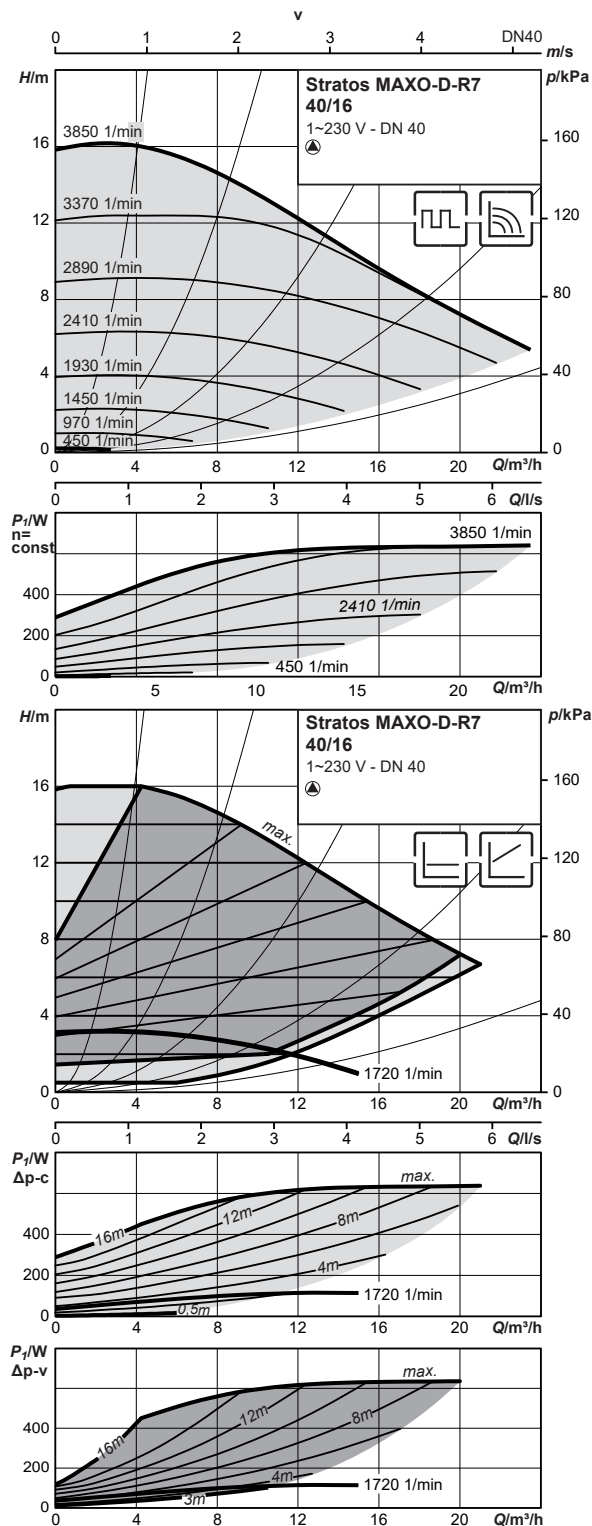 v
0 1 2 3 4 DN40
m/s
H/m p/kPa
Stratos MAXO-D-R7
40/16
1~230 V - DN 40
3850 1/min
16 160
3370 1/min
12 120
2890 1/min
8 80
2410 1/min
1930 1/min
4 40
1450 1/min
970 1/min
450 1/min
0 0
0 4 8 12 16 20 Q/m³/h
0 1 2 3 4 5 6 Q/l/s
P1/W
n=
const
3850 1/min
400
2410 1/min
200
450 1/min
0
0 5 10 15 20 Q/m³/h
H/m p/kPa
Stratos MAXO-D-R7
40/16
1~230 V - DN 40
16 160
max.
12 120
8 80
4 40
1720 1/min
0 0
0 4 8 12 16 20 Q/m³/h
0 1 2 3 4 5 6 Q/l/s
P1/W
Δp-c
max.
16m 12m 8m
400
4m
200
1720 1/min
0.5m
0
0 4 8 12 16 20 Q/m³/h
P1/W
Δp-v
max.
16m 12m 8m
400
200
4m
1720 1/min
3m
0
0 4 8 12 16 20 Q/m³/h